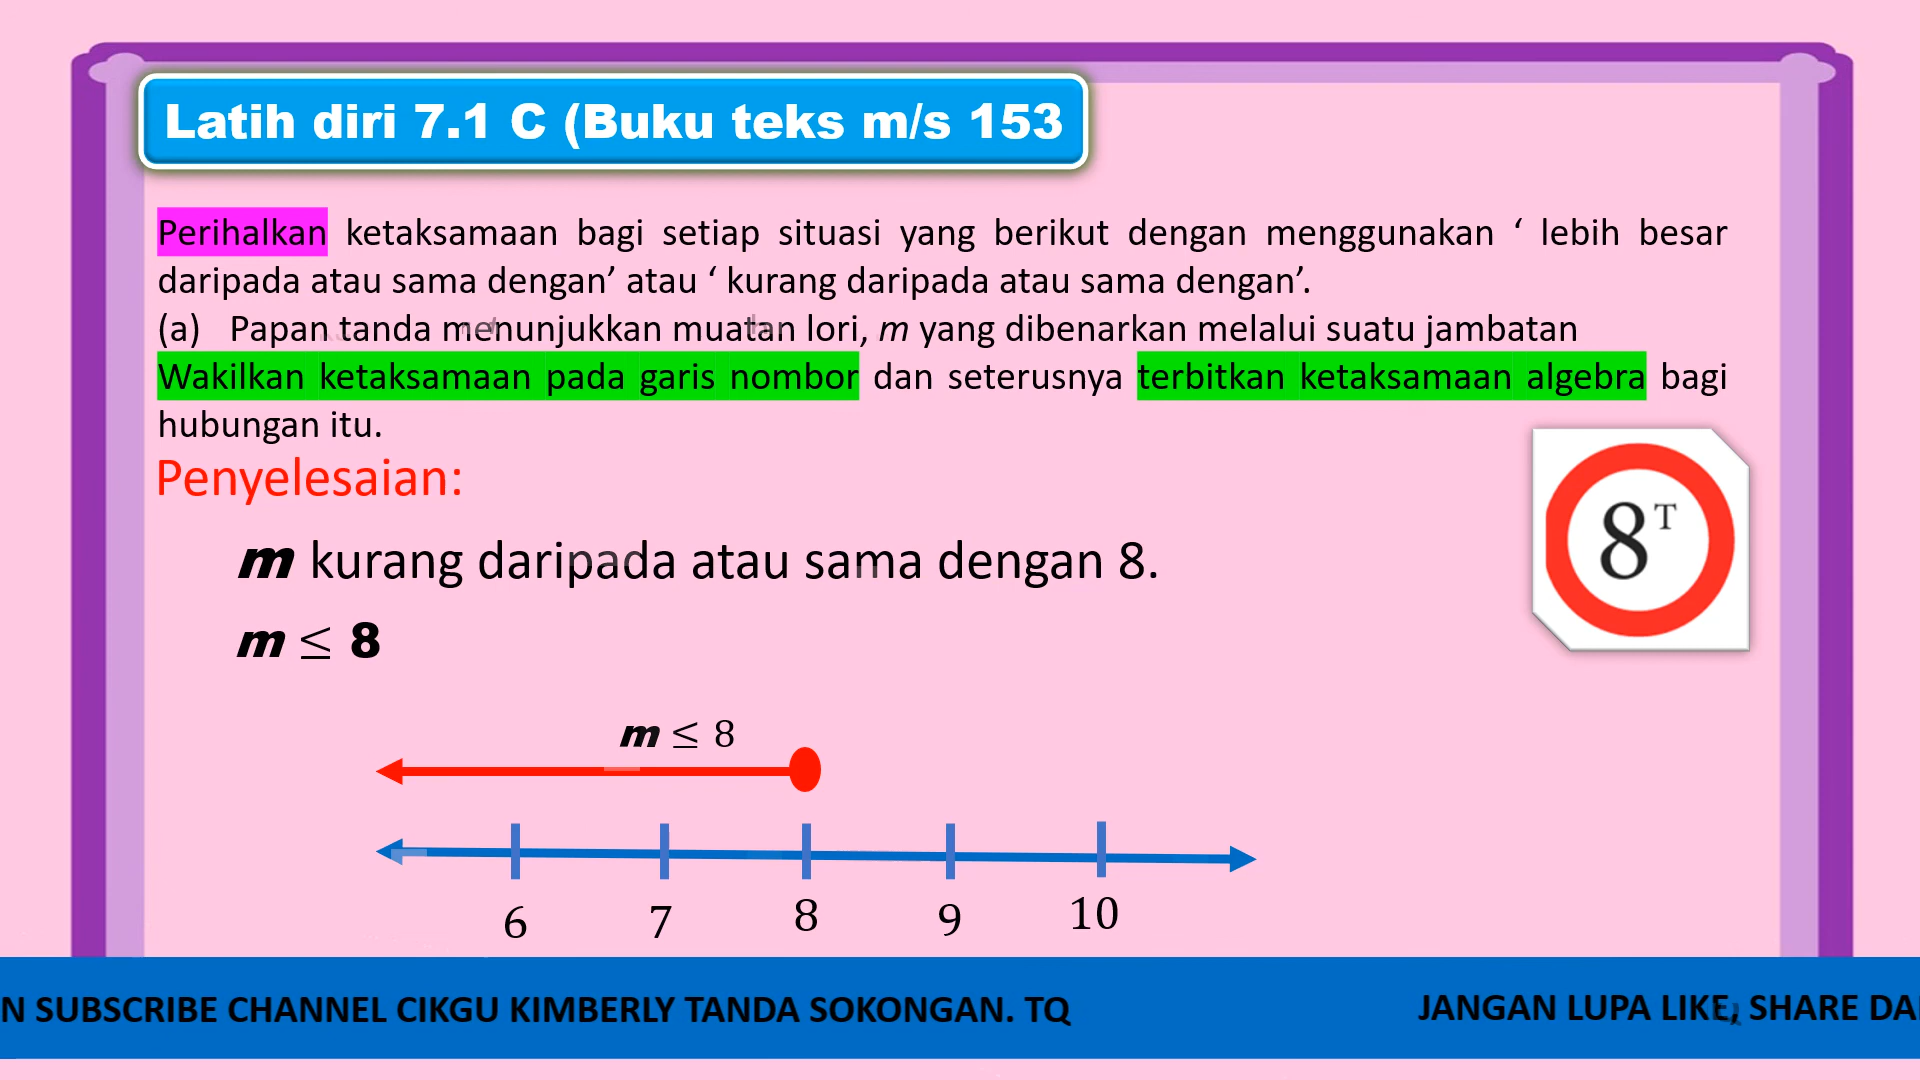 Latih diri 7.1 C (Buku teks m/s 153
Perihalkan ketaksamaan bagi setiap situasi yang berikut dengan menggunakan ‘ lebih besar
daripada atau sama dengan’ atau ‘ kurang daripada atau sama dengan’.
(a) Papan tanda menunjukkan muatan lori, m yang dibenarkan melalui suatu jambatan
Wakilkan ketaksamaan pada garis nombor dan seterusnya terbitkan ketaksamaan algebra bagi
hubungan itu.
Penyelesaian:
8T
m kurang daripada atau sama dengan 8.
m ≤ 8
m ≤ 8
6 7 8 9 10
N SUBSCRIBE CHANNEL CIKGU KIMBERLY TANDA SOKONGAN. TQ JANGAN LUPA LIKE, SHARE DA